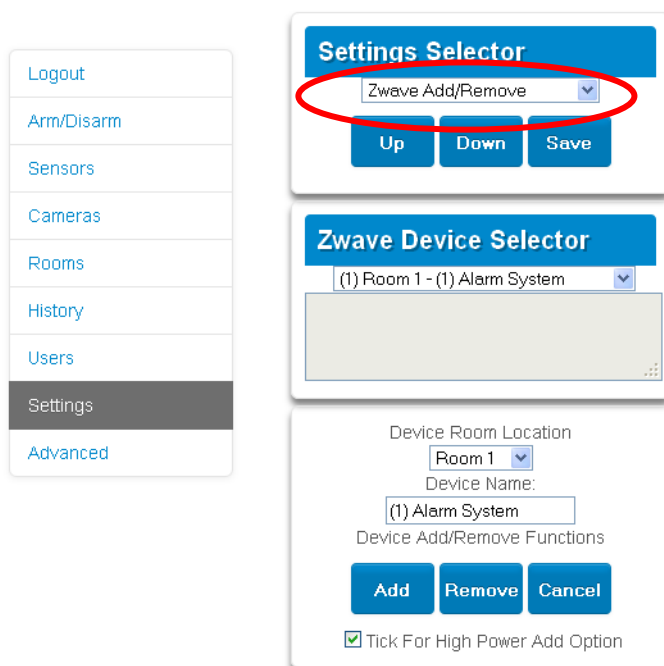 Logout
Arm/Disarm
Sensors
Cameras
Rooms
History
Users
Settings
Advanced
Settings Selector
Zwave Add/Remove
Up Down Save
Zwave Device Selector
(1) Room 1 - (1) Alarm System
Device Room Location
Room 1
Device Name:
(1) Alarm System
Device Add/Remove Functions
Add Remove Cancel
Tick For High Power Add Option